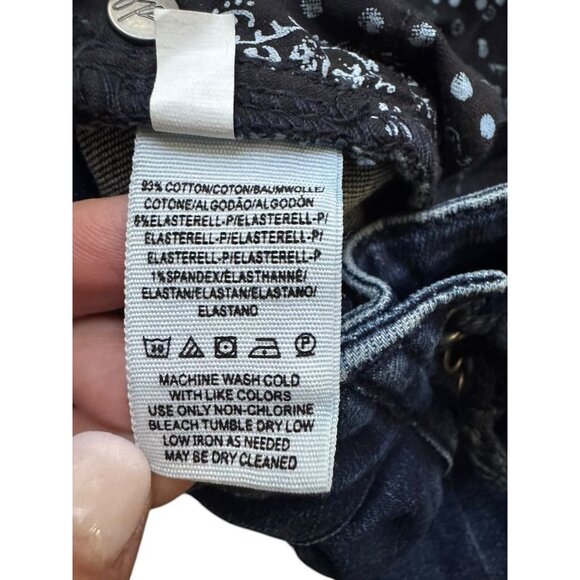 93% COTTON/COTON/BAUMWOLLE/
COTONE/ALGODÃO/ALGODÓN
6%ELASTERELL-P/ELASTERELL-P/
ELASTERELL-P/ELASTERELL-P/
ELASTERELL-P/ELASTERELL-P
1%SPANDEX/ÉLASTHANNE/
ELASTAN/ELASTAN/ELASTANO/
ELASTANO
30 P
MACHINE WASH COLD
WITH LIKE COLORS
USE ONLY NON-CHLORINE
BLEACH TUMBLE DRY LOW
LOW IRON AS NEEDED
MAY BE DRY CLEANED